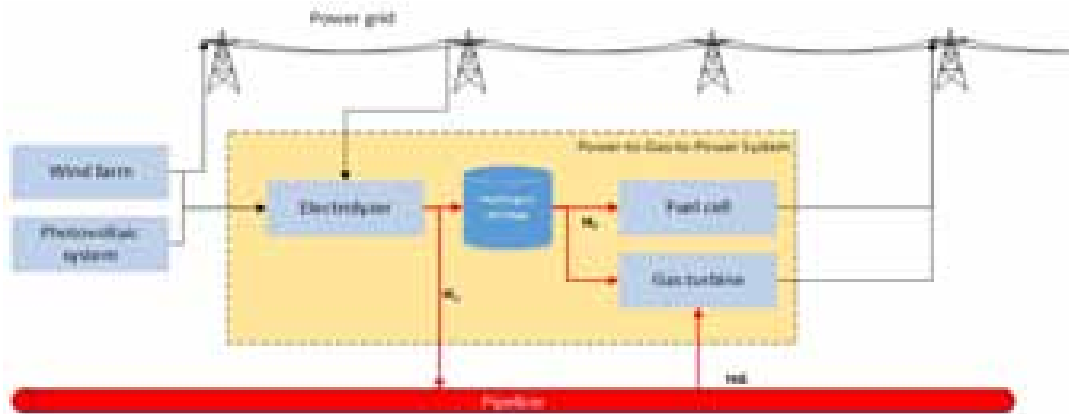 Power grid
Power-to-Gas-to-Power System
Wind farm
Electrolyzer
Fuel cell
Photovoltaic
system
Gas turbine
H₂
H₂
Pipeline